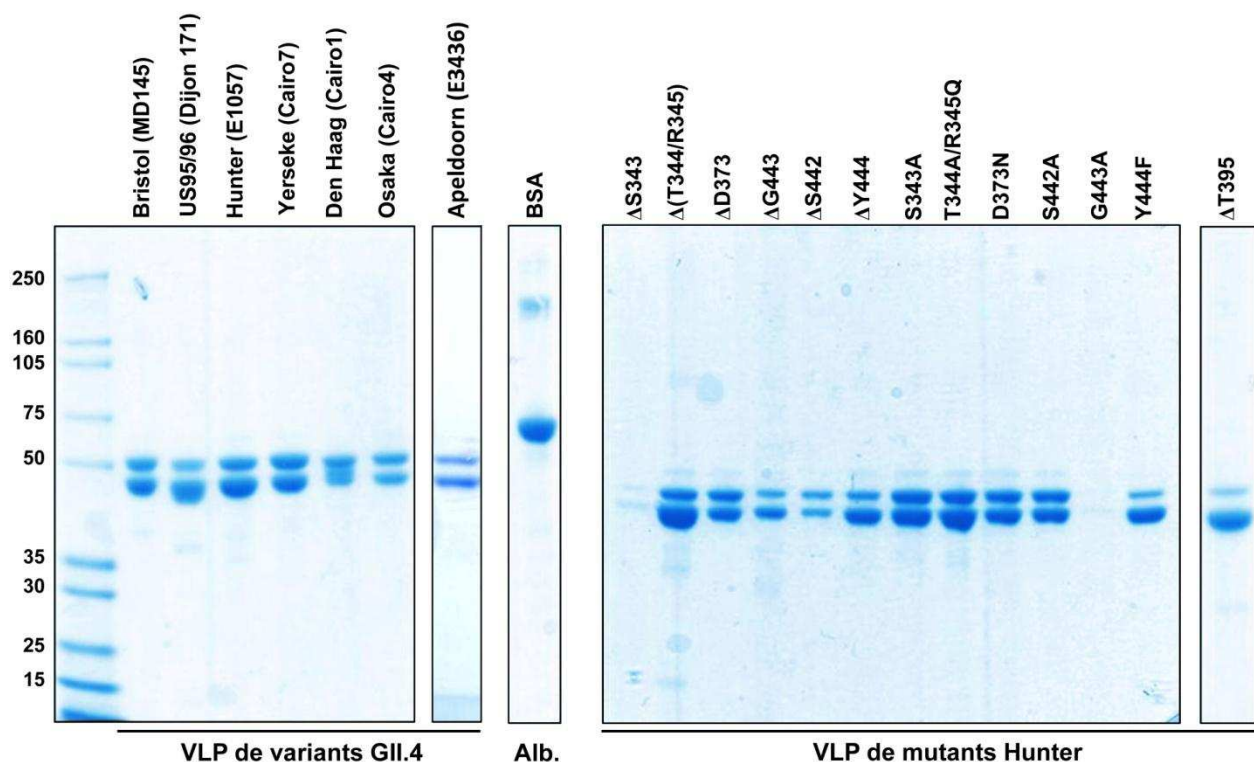 Bristol (MD145)
US95/96 (Dijon 171)
Hunter (E1057)
Yerseke (Cairo7)
Den Haag (Cairo1)
Osaka (Cairo4)
Apeldoorn (E3436)
BSA
ΔS343
Δ(T344/R345)
ΔD373
ΔG443
ΔS442
ΔY444
S343A
T344A/R345Q
D373N
S442A
G443A
Y444F
ΔT395
250
160
105
75
50
35
30
25
15
VLP de variants GII.4
Alb.
VLP de mutants Hunter